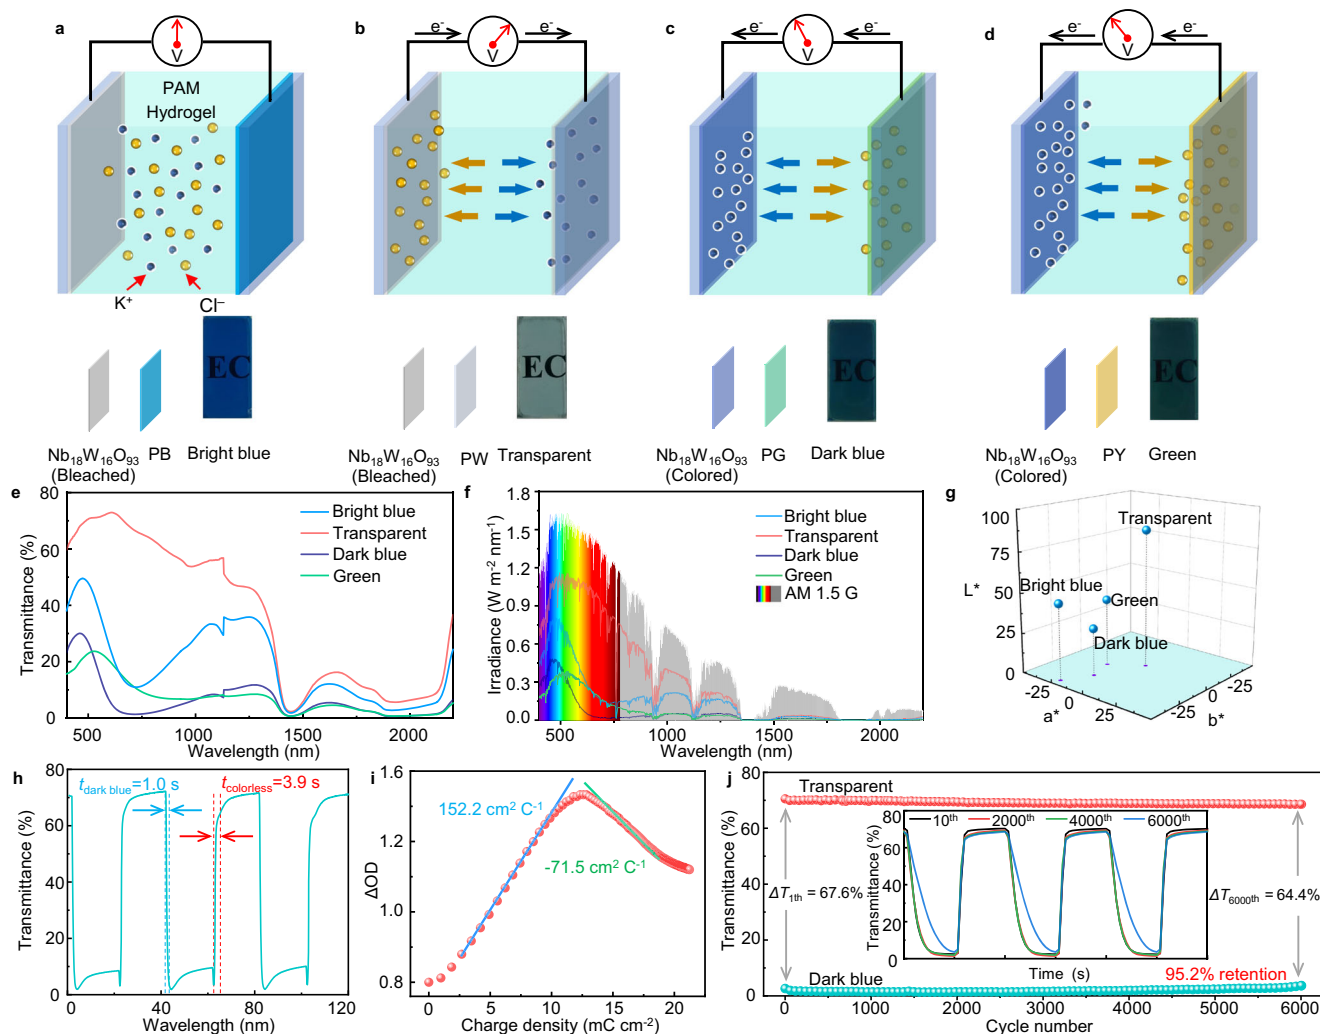 a
V
PAM
Hydrogel
K⁺
Cl⁻
EC
Nb₁₈W₁₆O₉₃
(Bleached)
PB
Bright blue
b
e⁻
V
e⁻
EC
Nb₁₈W₁₆O₉₃
(Bleached)
PW
Transparent
c
e⁻
V
e⁻
EC
Nb₁₈W₁₆O₉₃
(Colored)
PG
Dark blue
d
e⁻
V
e⁻
EC
Nb₁₈W₁₆O₉₃
(Colored)
PY
Green
e
Transmittance (%)
80
60
40
20
0
500
1000
1500
2000
Wavelength (nm)
Bright blue
Transparent
Dark blue
Green
f
Irradiance (W m⁻² nm⁻¹)
1.8
1.5
1.2
0.9
0.6
0.3
0.0
500
1000
1500
2000
Wavelength (nm)
Bright blue
Transparent
Dark blue
Green
AM 1.5 G
g
L*
100
75
50
25
0
-25
0
25
a*
-25
0
-25
b*
Transparent
Bright blue
Green
Dark blue
h
Transmittance (%)
80
70
60
50
40
30
20
10
0
0
40
80
120
Wavelength (nm)
t dark blue=1.0 s
t colorless=3.9 s
i
ΔOD
1.6
1.4
1.2
1.0
0.8
0
10
20
Charge density (mC cm⁻²)
152.2 cm² C⁻¹
-71.5 cm² C⁻¹
j
Transmittance (%)
80
60
40
20
0
0
1000
2000
3000
4000
5000
6000
Cycle number
Transparent
Dark blue
ΔT₁th = 67.6%
ΔT₆₀₀₀th = 64.4%
95.2% retention
10th
2000th
4000th
6000th
Transmittance (%)
80
60
40
20
0
Time (s)